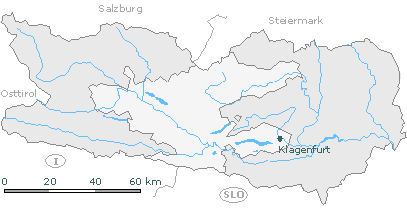 Salzburg
Steiermark
Osttirol
Klagenfurt
I
0 20 40 60 km
SLO